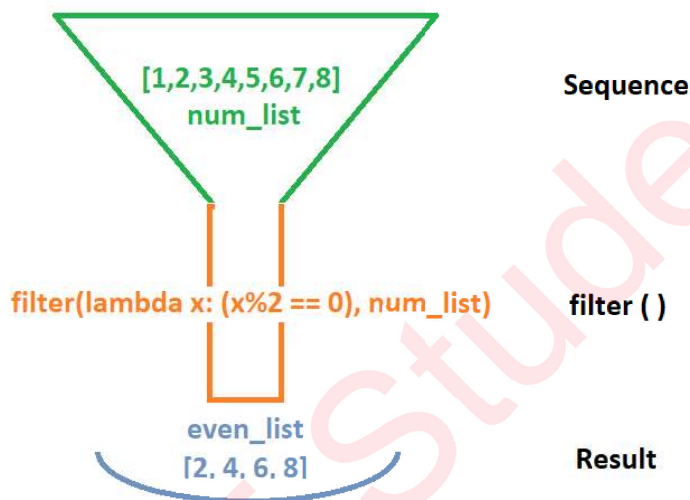 [1,2,3,4,5,6,7,8]
num_list
Sequence
filter(lambda x: (x%2 == 0), num_list)
filter ( )
even_list
[2, 4, 6, 8]
Result
Stude